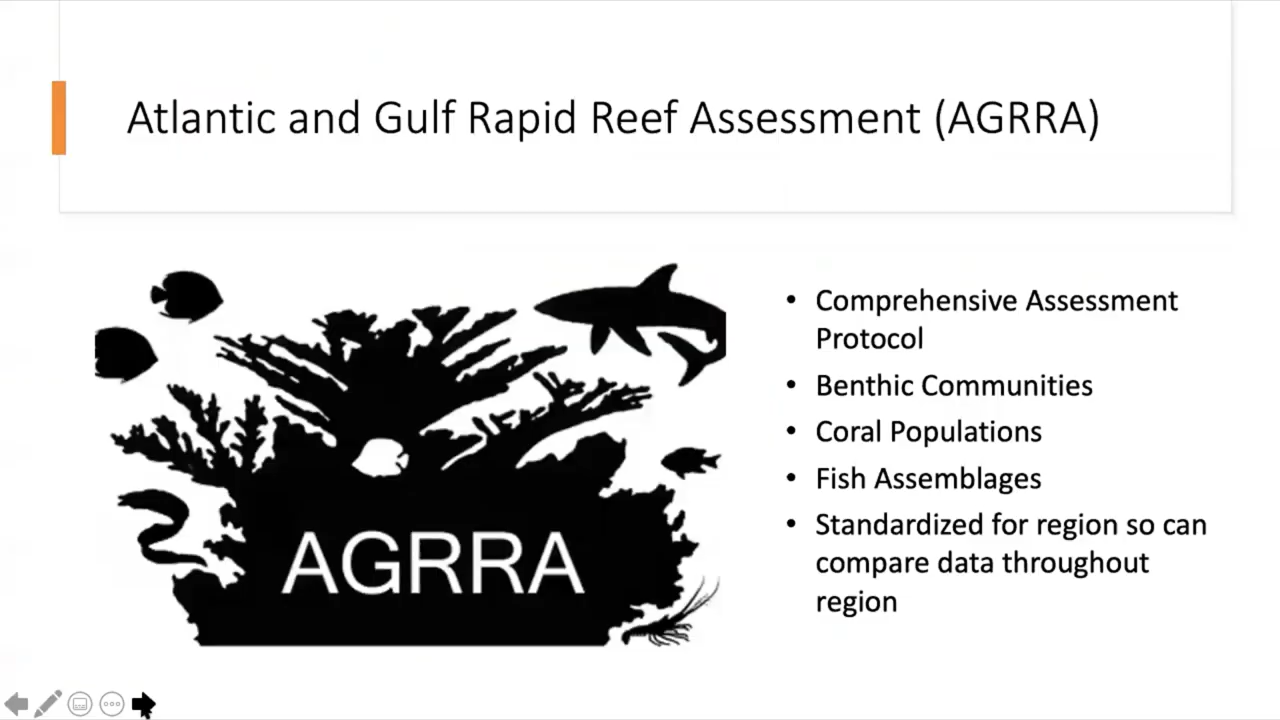 Atlantic and Gulf Rapid Reef Assessment (AGRRA)
AGRRA
• Comprehensive Assessment
Protocol
• Benthic Communities
• Coral Populations
• Fish Assemblages
• Standardized for region so can
compare data throughout
region